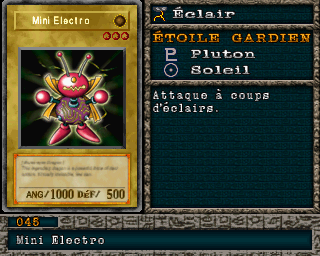 Mini Electro
ANG/1000 DéF/ 500
Éclair
ÉTOILE GARDIEN
Pluton
Soleil
Attaque à coups
d'éclairs.
045
Mini Electro